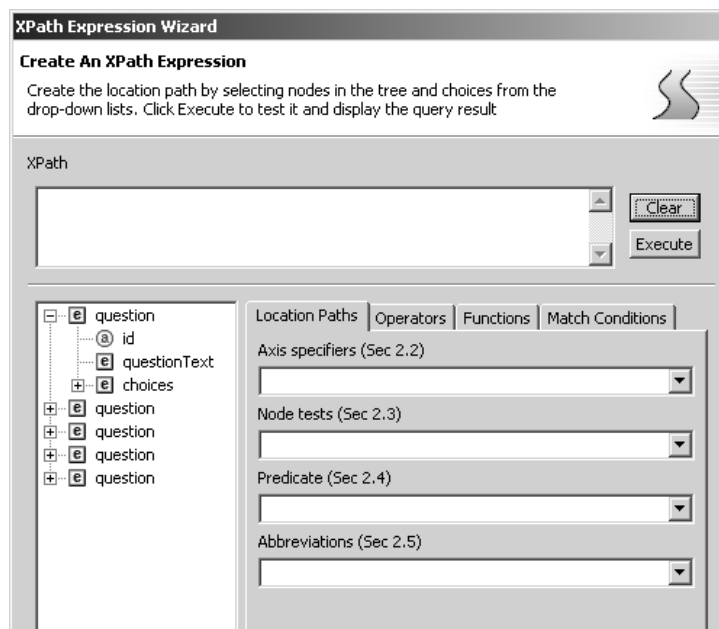 XPath Expression Wizard
Create An XPath Expression
Create the location path by selecting nodes in the tree and choices from the
drop-down lists. Click Execute to test it and display the query result
XPath
Clear
Execute
e question
a id
e questionText
e choices
e question
e question
e question
e question
Location Paths Operators Functions Match Conditions
Axis specifiers (Sec 2.2)
Node tests (Sec 2.3)
Predicate (Sec 2.4)
Abbreviations (Sec 2.5)